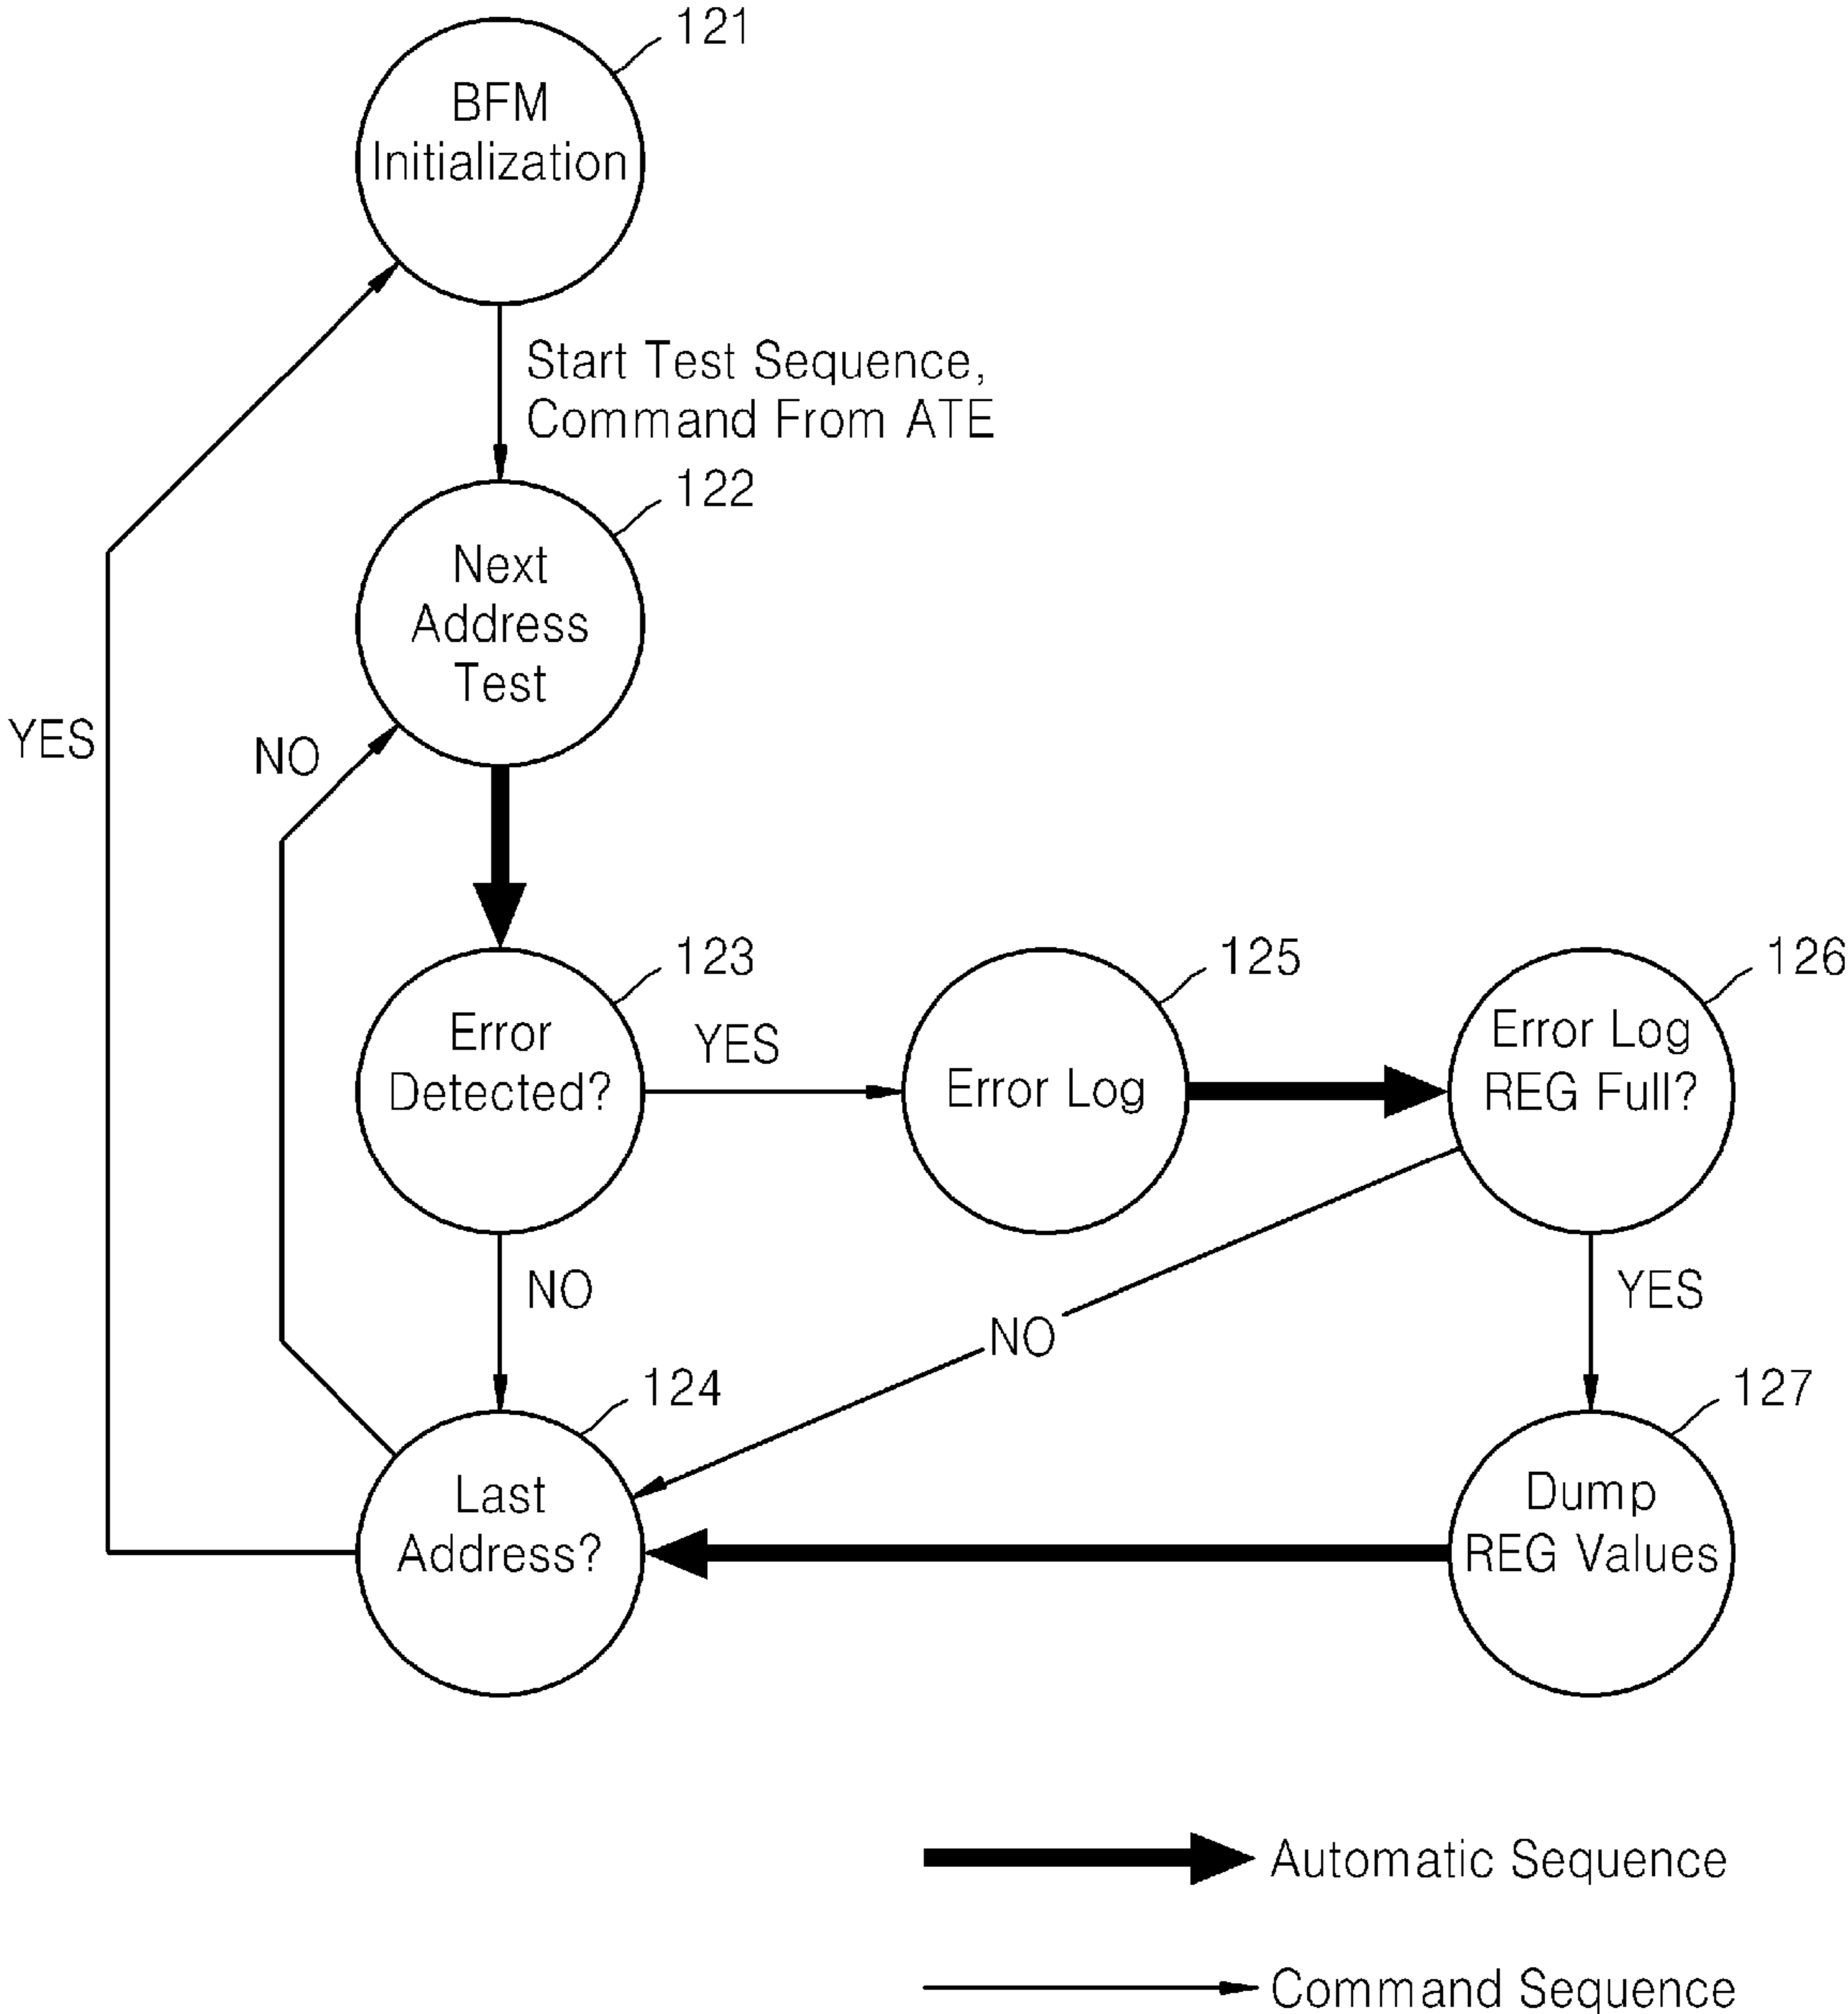 121
BFM
Initialization
Start Test Sequence,
Command From ATE
122
Next
Address
Test
YES
NO
123
Error
Detected?
YES
125
Error Log
126
Error Log
REG Full?
NO
NO
YES
124
Last
Address?
127
Dump
REG Values
Automatic Sequence
Command Sequence